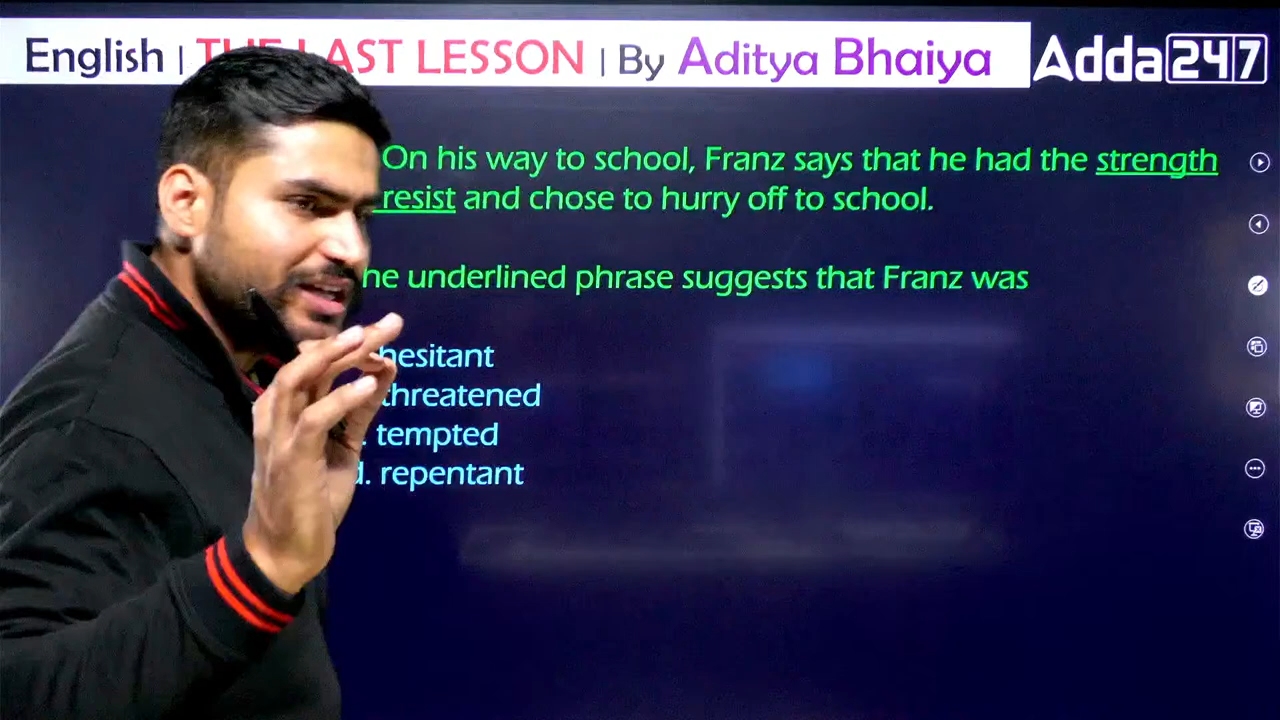 English | THE LAST LESSON | By Aditya Bhaiya Adda247
On his way to school, Franz says that he had the strength
resist and chose to hurry off to school.
he underlined phrase suggests that Franz was
hesitant
threatened
. tempted
d. repentant